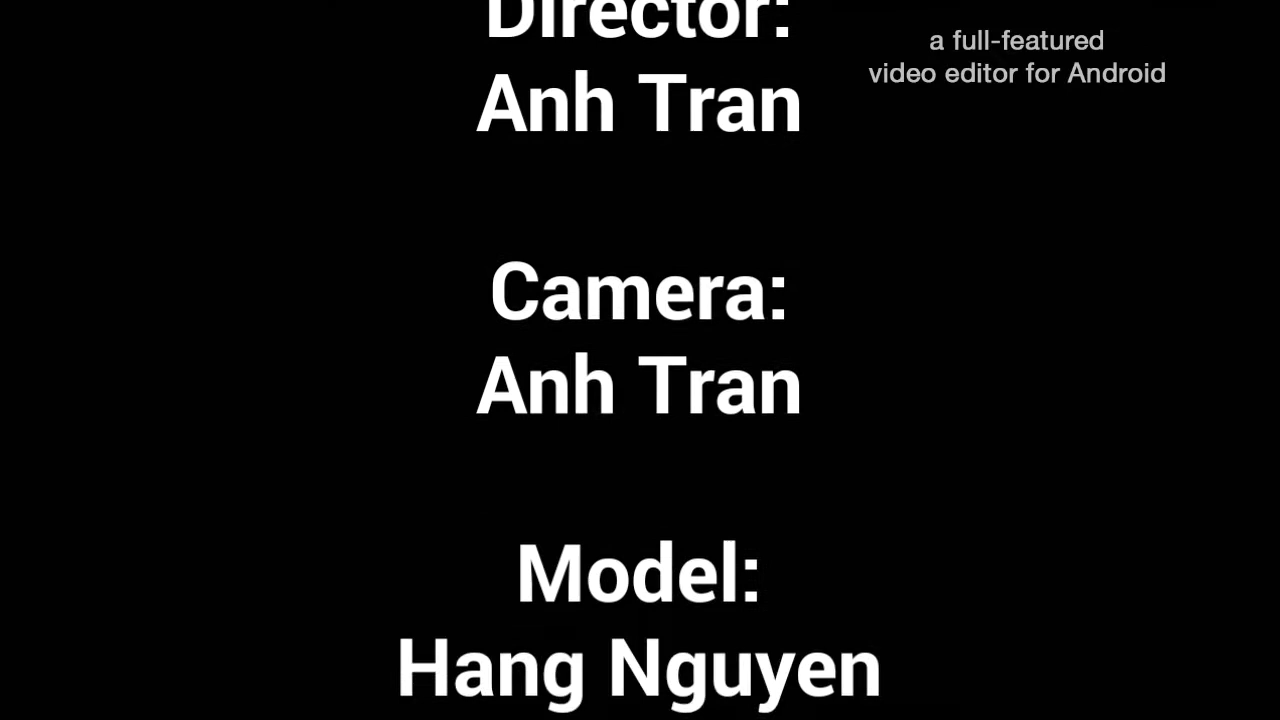 Director:
a full-featured
video editor for Android
Anh Tran
Camera:
Anh Tran
Model:
Hang Nguyen